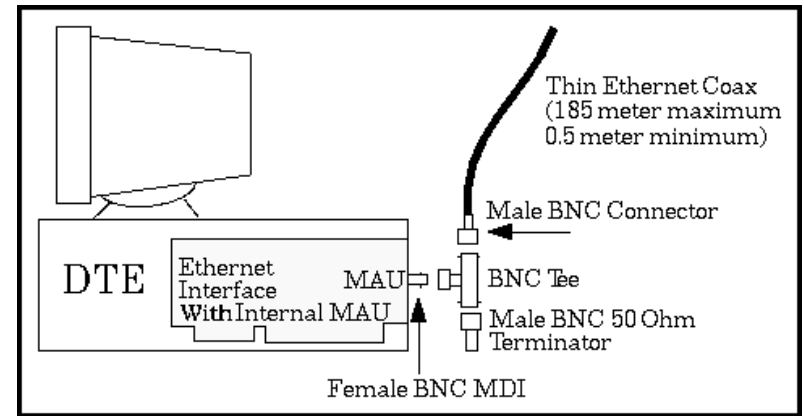 Thin Ethernet Coax
(185 meter maximum
0.5 meter minimum)
Male BNC Connector
DTE
Ethernet
Interface
With Internal MAU
MAU
BNC Tee
Male BNC 50 Ohm
Terminator
Female BNC MDI